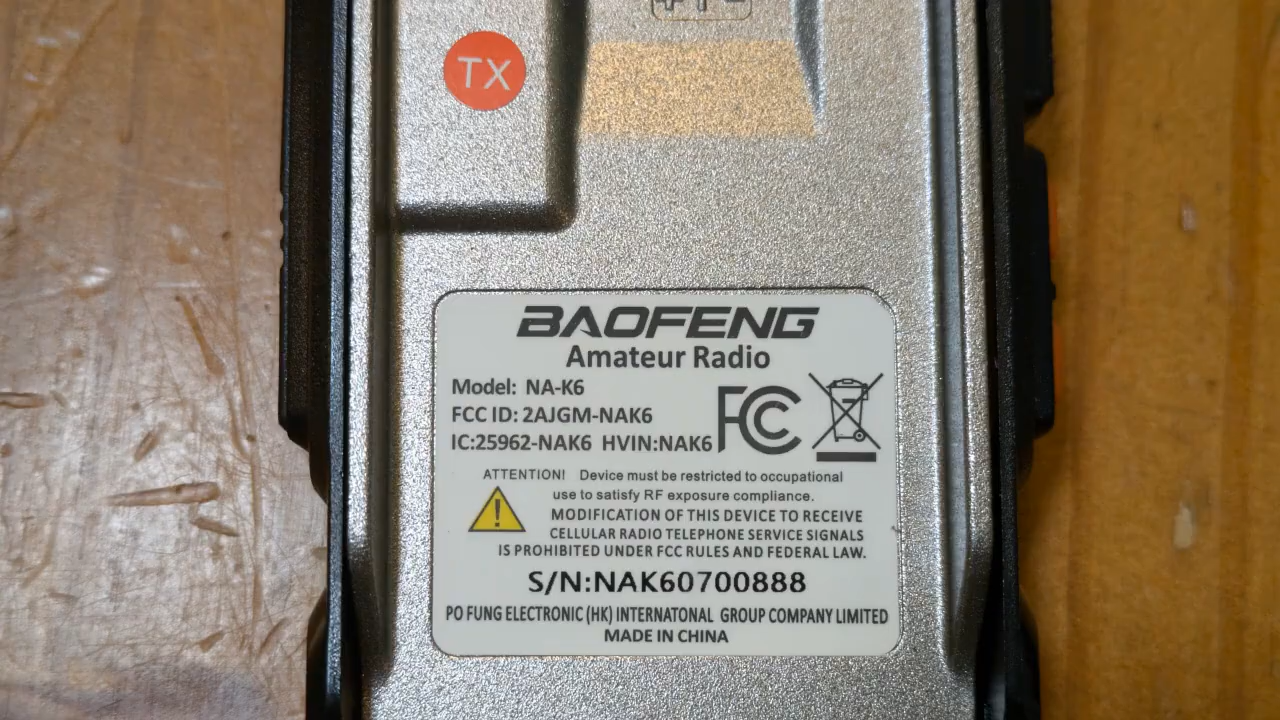 TX
BAOFENG
Amateur Radio
Model: NA-K6
FCC ID: 2AJGM-NAK6
IC:25962-NAK6 HVIN:NAK6
FC
ATTENTION! Device must be restricted to occupational
use to satisfy RF exposure compliance.
MODIFICATION OF THIS DEVICE TO RECEIVE
CELLULAR RADIO TELEPHONE SERVICE SIGNALS
IS PROHIBITED UNDER FCC RULES AND FEDERAL LAW.
S/N:NAK60700888
PO FUNG ELECTRONIC (HK) INTERNATONAL GROUP COMPANY LIMITED
MADE IN CHINA